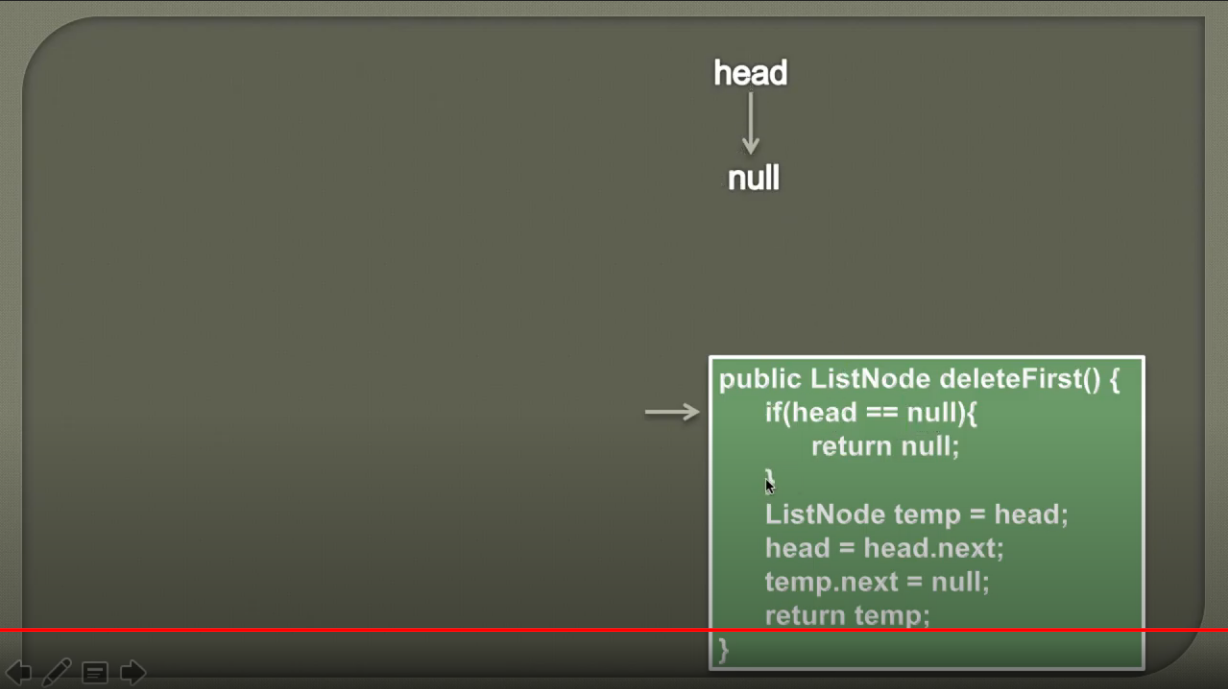 head
null
public ListNode deleteFirst() {
if(head == null){
return null;
}
ListNode temp = head;
head = head.next;
temp.next = null;
return temp;
}